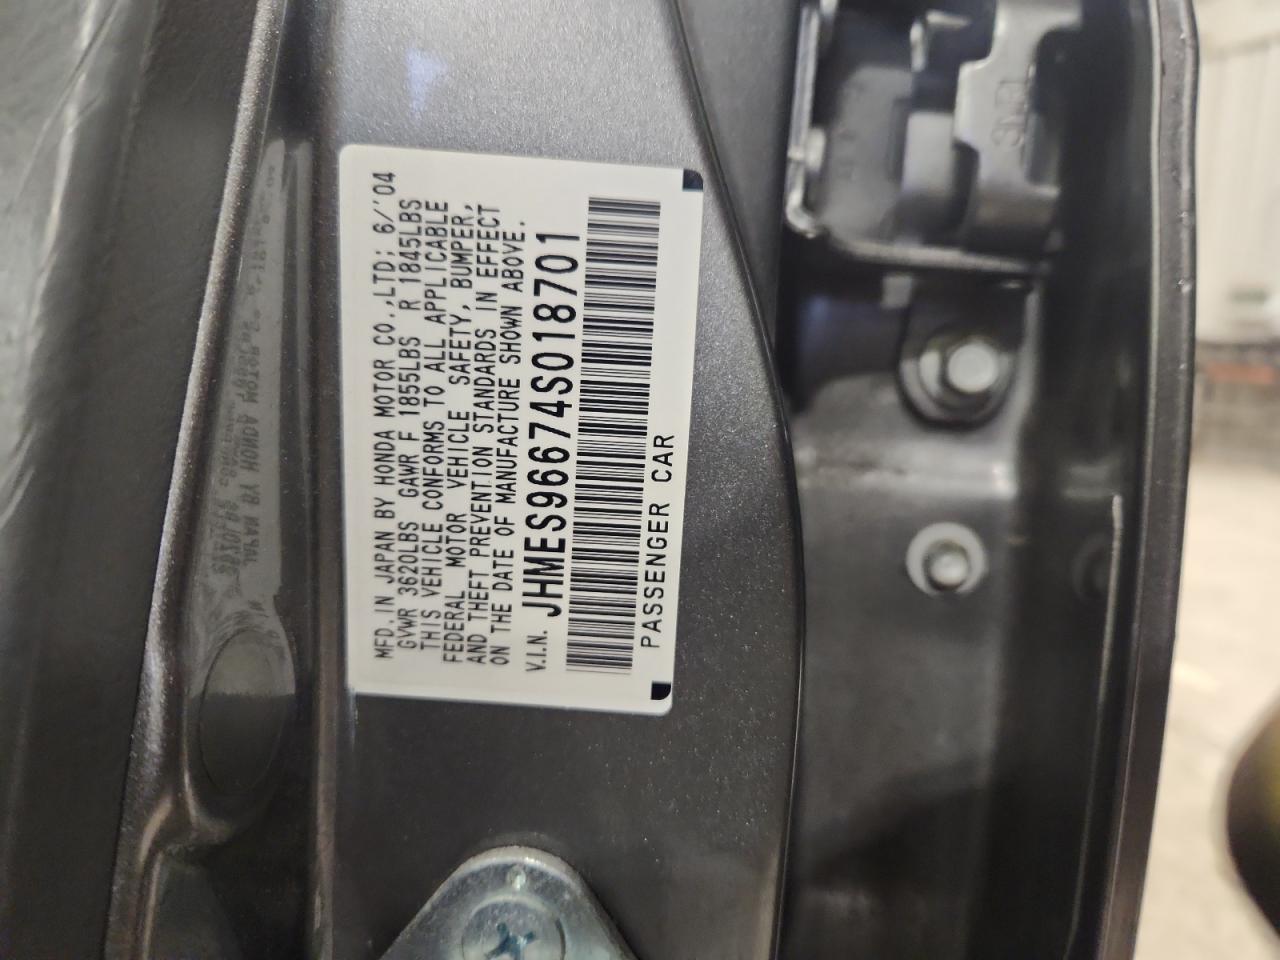 MFD. IN JAPAN BY HONDA MOTOR CO.,LTD; 6/'04
GVWR 3620LBS GAWR F 1855LBS R 1845LBS
THIS VEHICLE CONFORMS TO ALL APPLICABLE
FEDERAL MOTOR VEHICLE SAFETY, BUMPER,
AND THEFT PREVENTION STANDARDS IN EFFECT
ON THE DATE OF MANUFACTURE SHOWN ABOVE.
V.I.N. JHMES96674S018701
PASSENGER CAR